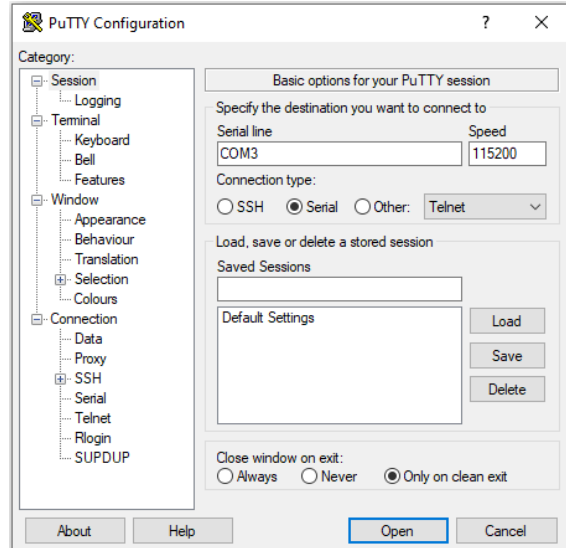 PuTTY Configuration
?
Category:
Session
Logging
Terminal
Keyboard
Bell
Features
Window
Appearance
Behaviour
Translation
Selection
Colours
Connection
Data
Proxy
SSH
Serial
Telnet
Rlogin
SUPDUP
Basic options for your PuTTY session
Specify the destination you want to connect to
Serial line Speed
COM3 115200
Connection type:
SSH Serial Other: Telnet
Load, save or delete a stored session
Saved Sessions
Default Settings
Load
Save
Delete
Close window on exit:
Always Never Only on clean exit
About Help Open Cancel